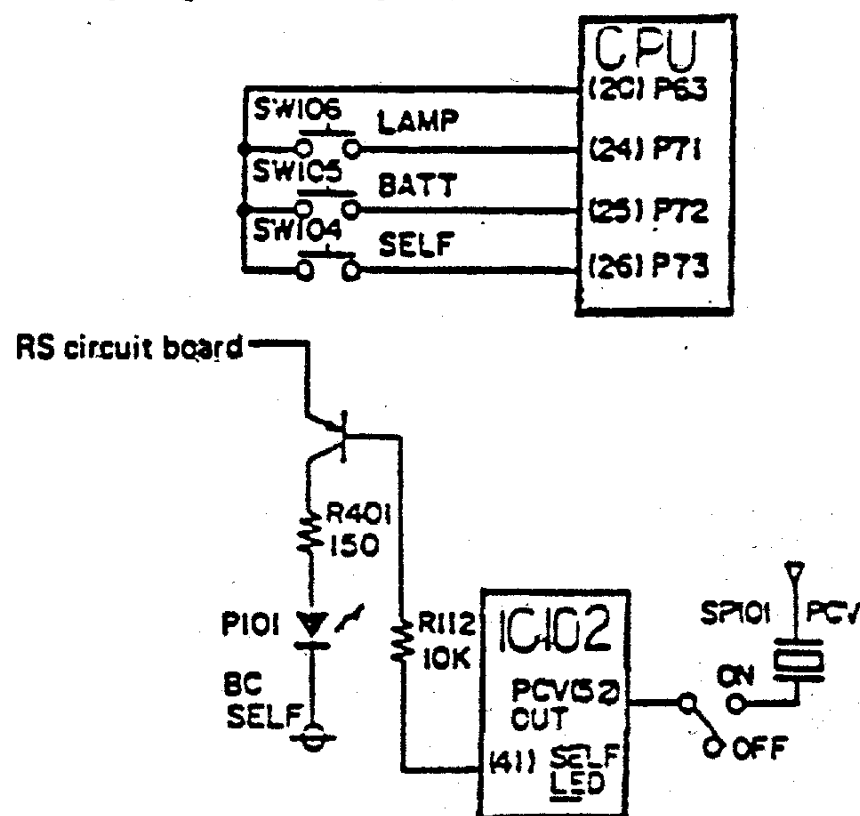 CPU
(20) P63
SW106
LAMP
(24) P71
SW105
BATT
(25) P72
SW104
SELF
(26) P73
RS circuit board
R401
150
P101
R112
10K
BC
SELF
IC102
PCV(52)
OUT
(41) SELF
LED
SP101
PCV
ON
OFF